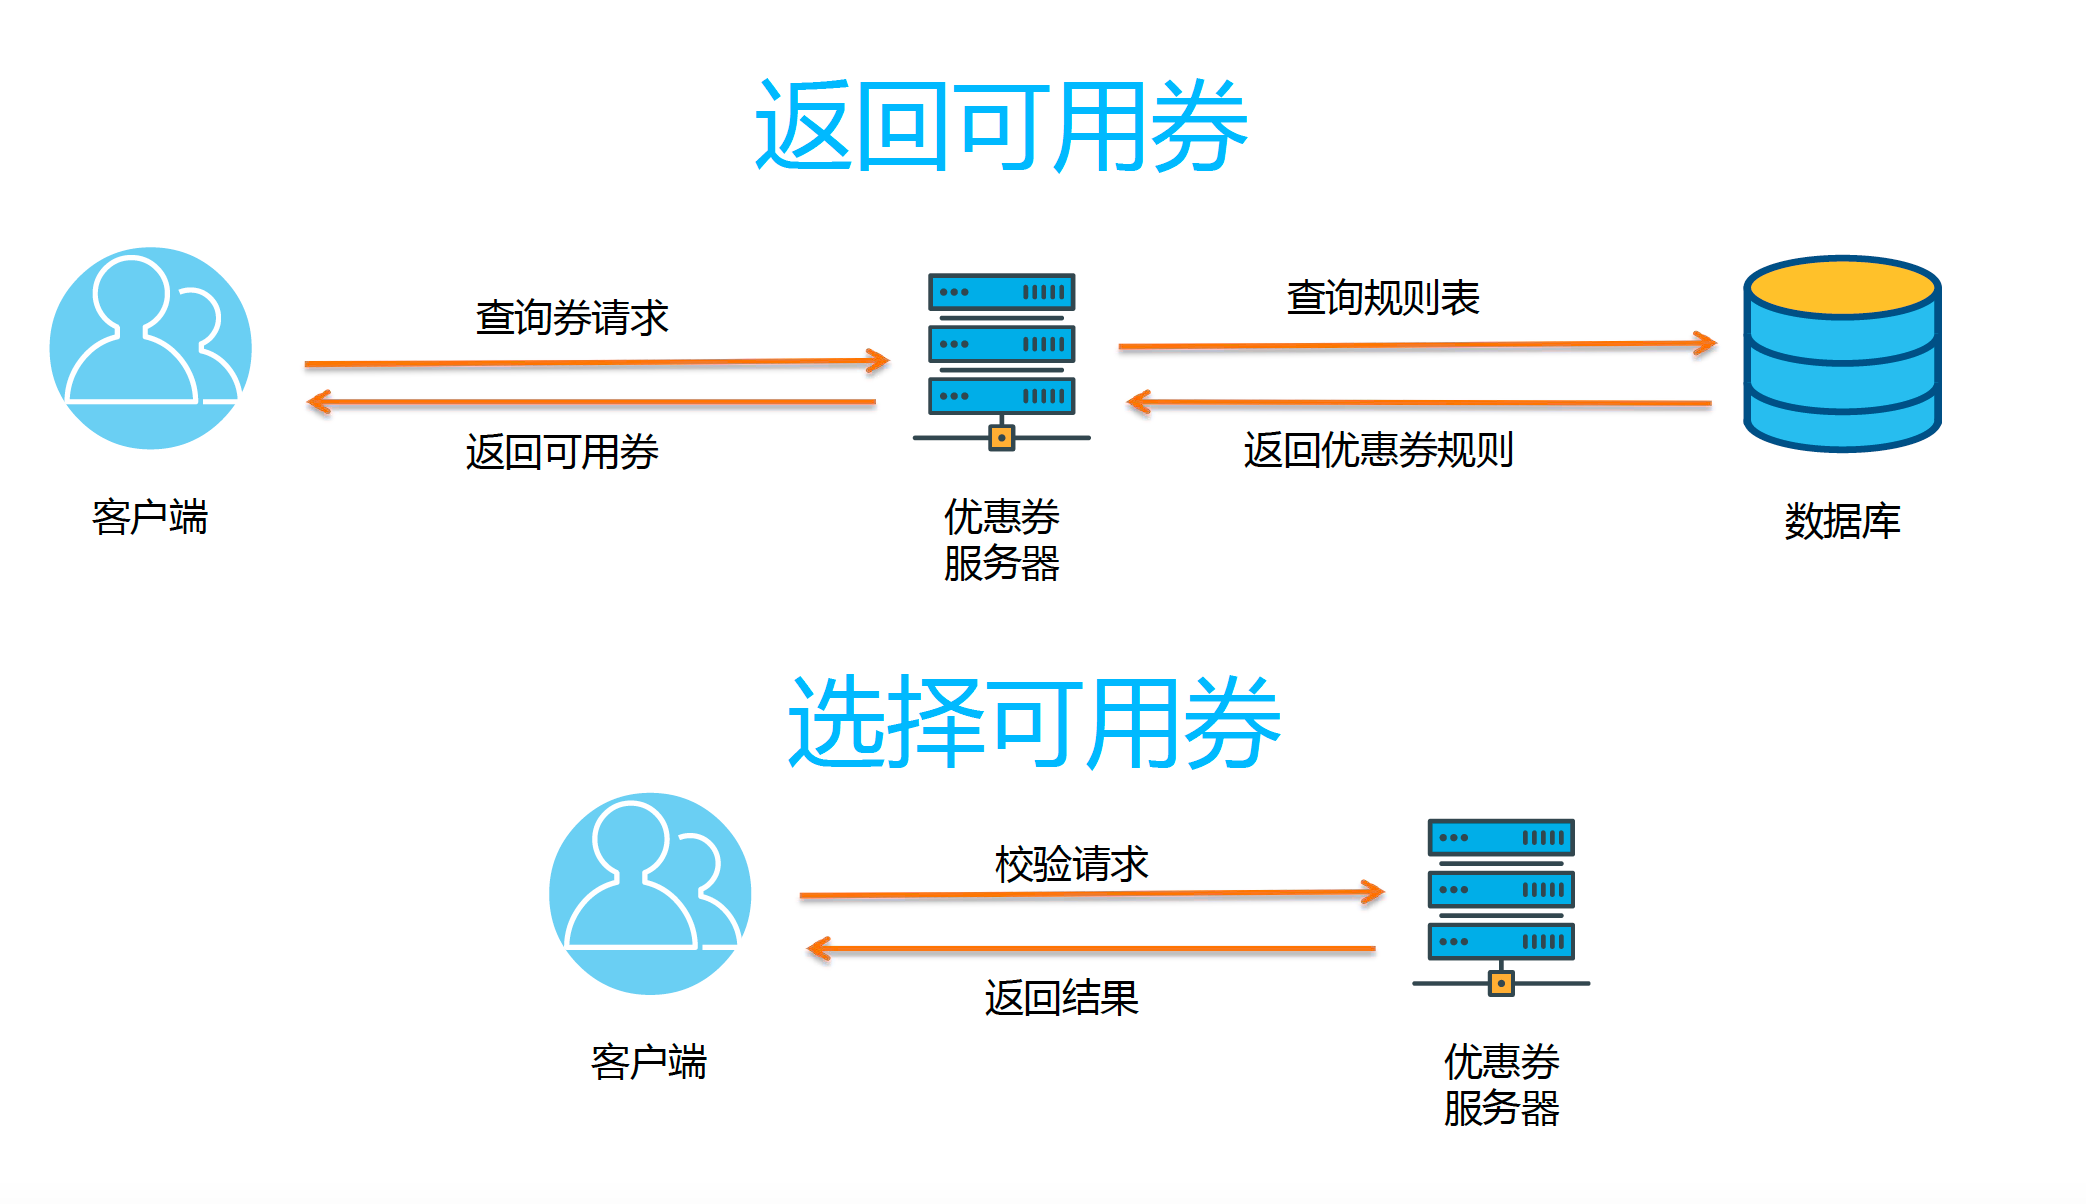 返回可用券
查询券请求
查询规则表
返回可用券
返回优惠券规则
客户端
优惠券
服务器
数据库
选择可用券
校验请求
返回结果
客户端
优惠券
服务器